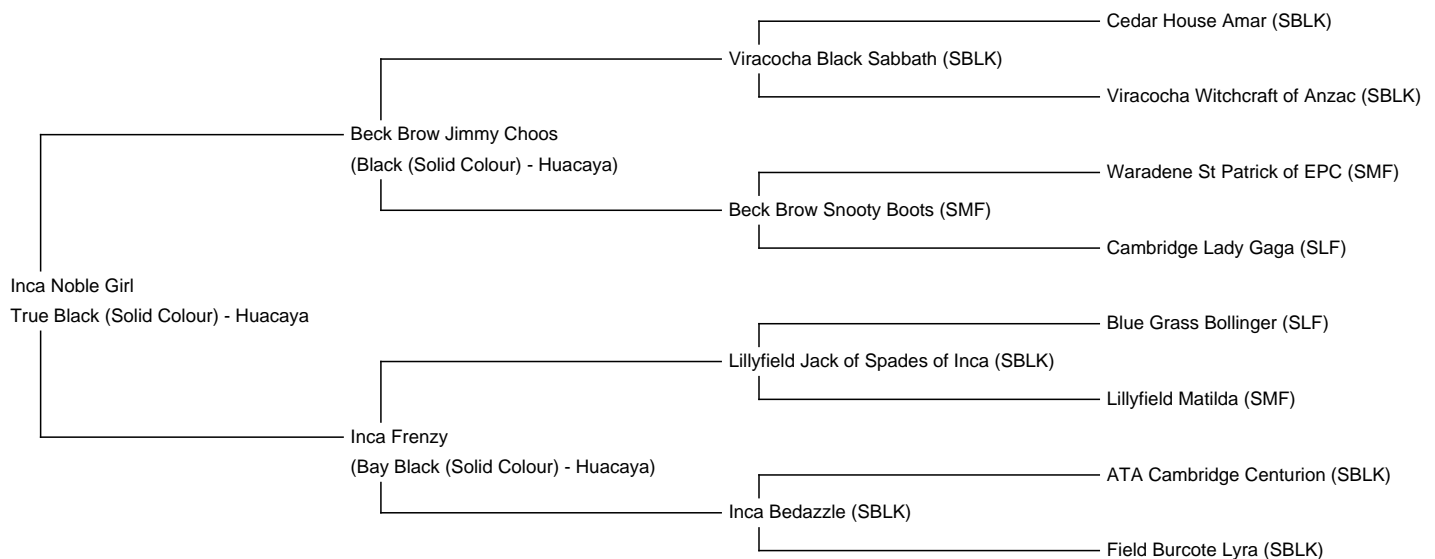 Cedar House Amar (SBLK)
Viracocha Black Sabbath (SBLK)
Viracocha Witchcraft of Anzac (SBLK)
Beck Brow Jimmy Choos
(Black (Solid Colour) - Huacaya)
Waradene St Patrick of EPC (SMF)
Beck Brow Snooty Boots (SMF)
Cambridge Lady Gaga (SLF)
Inca Noble Girl
True Black (Solid Colour) - Huacaya
Blue Grass Bollinger (SLF)
Lillyfield Jack of Spades of Inca (SBLK)
Lillyfield Matilda (SMF)
Inca Frenzy
(Bay Black (Solid Colour) - Huacaya)
ATA Cambridge Centurion (SBLK)
Inca Bedazzle (SBLK)
Field Burcote Lyra (SBLK)